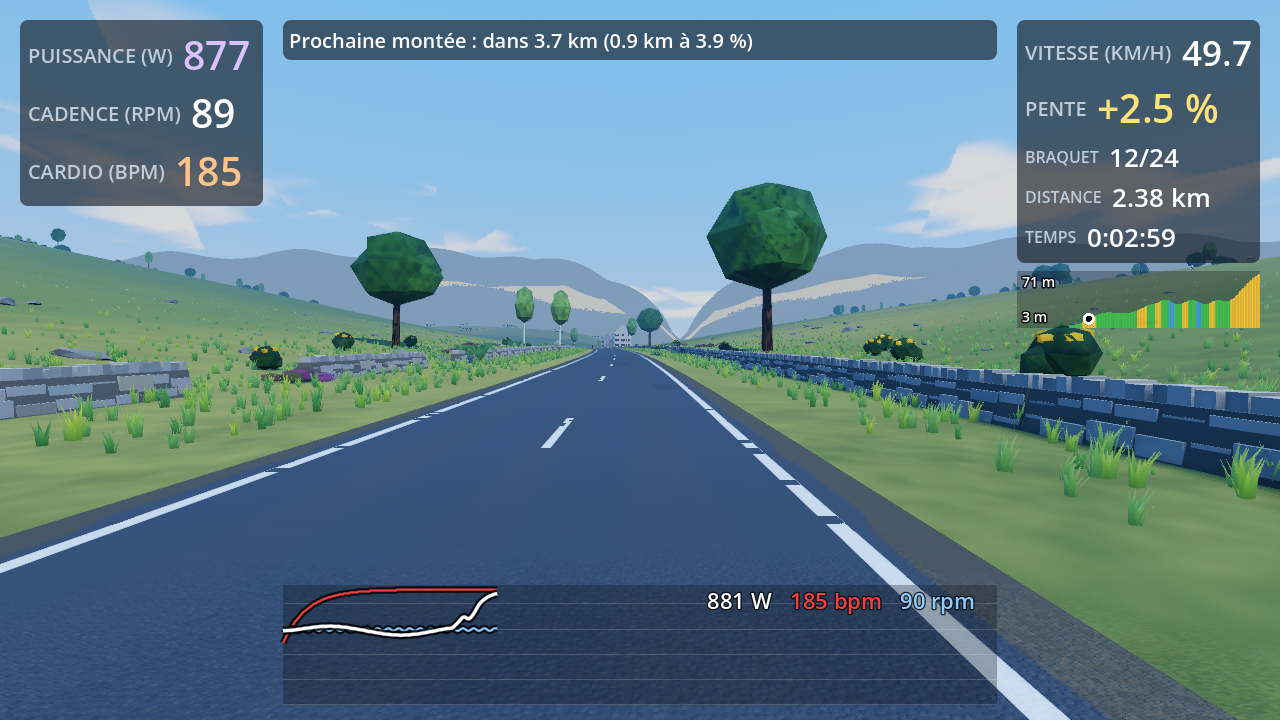 PUISSANCE (W) 877
CADENCE (RPM) 89
CARDIO (BPM) 185
Prochaine montée : dans 3.7 km (0.9 km à 3.9 %)
VITESSE (KM/H) 49.7
PENTE +2.5 %
BRAQUET 12/24
DISTANCE 2.38 km
TEMPS 0:02:59
71 m
3 m
881 W 185 bpm 90 rpm